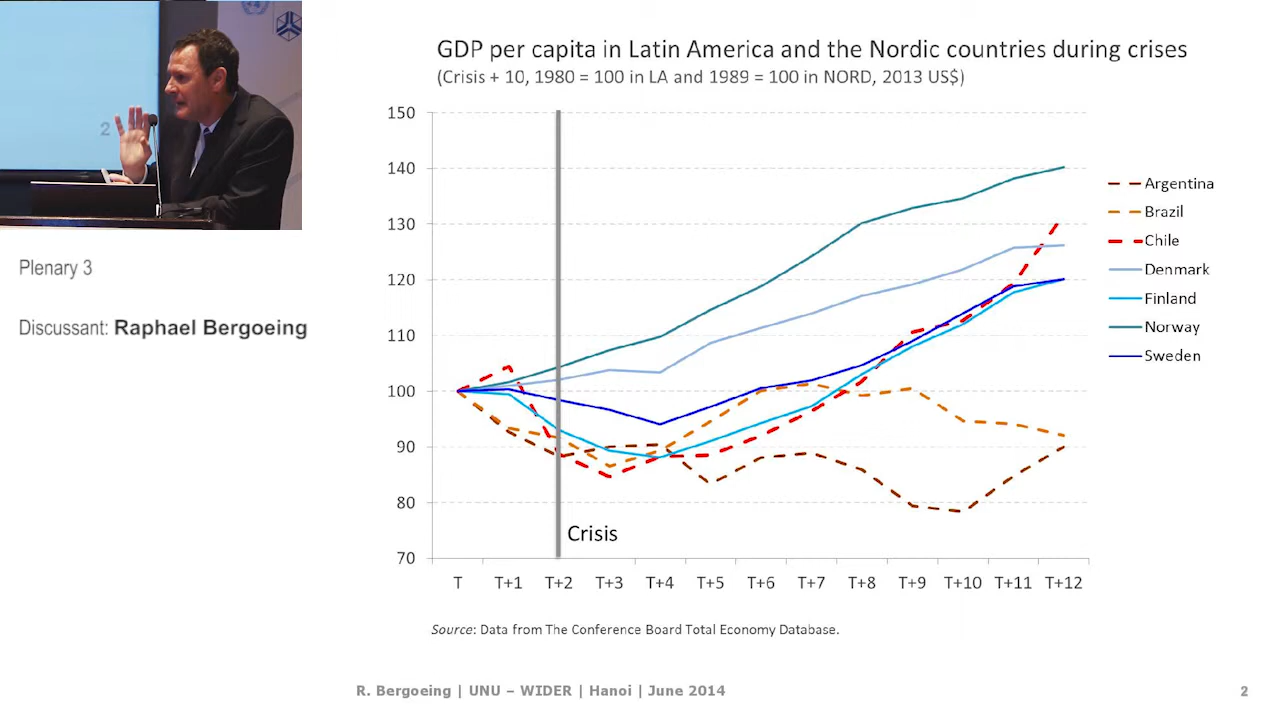 2
Plenary 3
Discussant: Raphael Bergoeing
GDP per capita in Latin America and the Nordic countries during crises
(Crisis + 10, 1980 = 100 in LA and 1989 = 100 in NORD, 2013 US$)
150
140
130
120
110
100
90
80
70
Crisis
T T+1 T+2 T+3 T+4 T+5 T+6 T+7 T+8 T+9 T+10 T+11 T+12
Argentina
Brazil
Chile
Denmark
Finland
Norway
Sweden
Source: Data from The Conference Board Total Economy Database.
R. Bergoeing | UNU – WIDER | Hanoi | June 2014
2